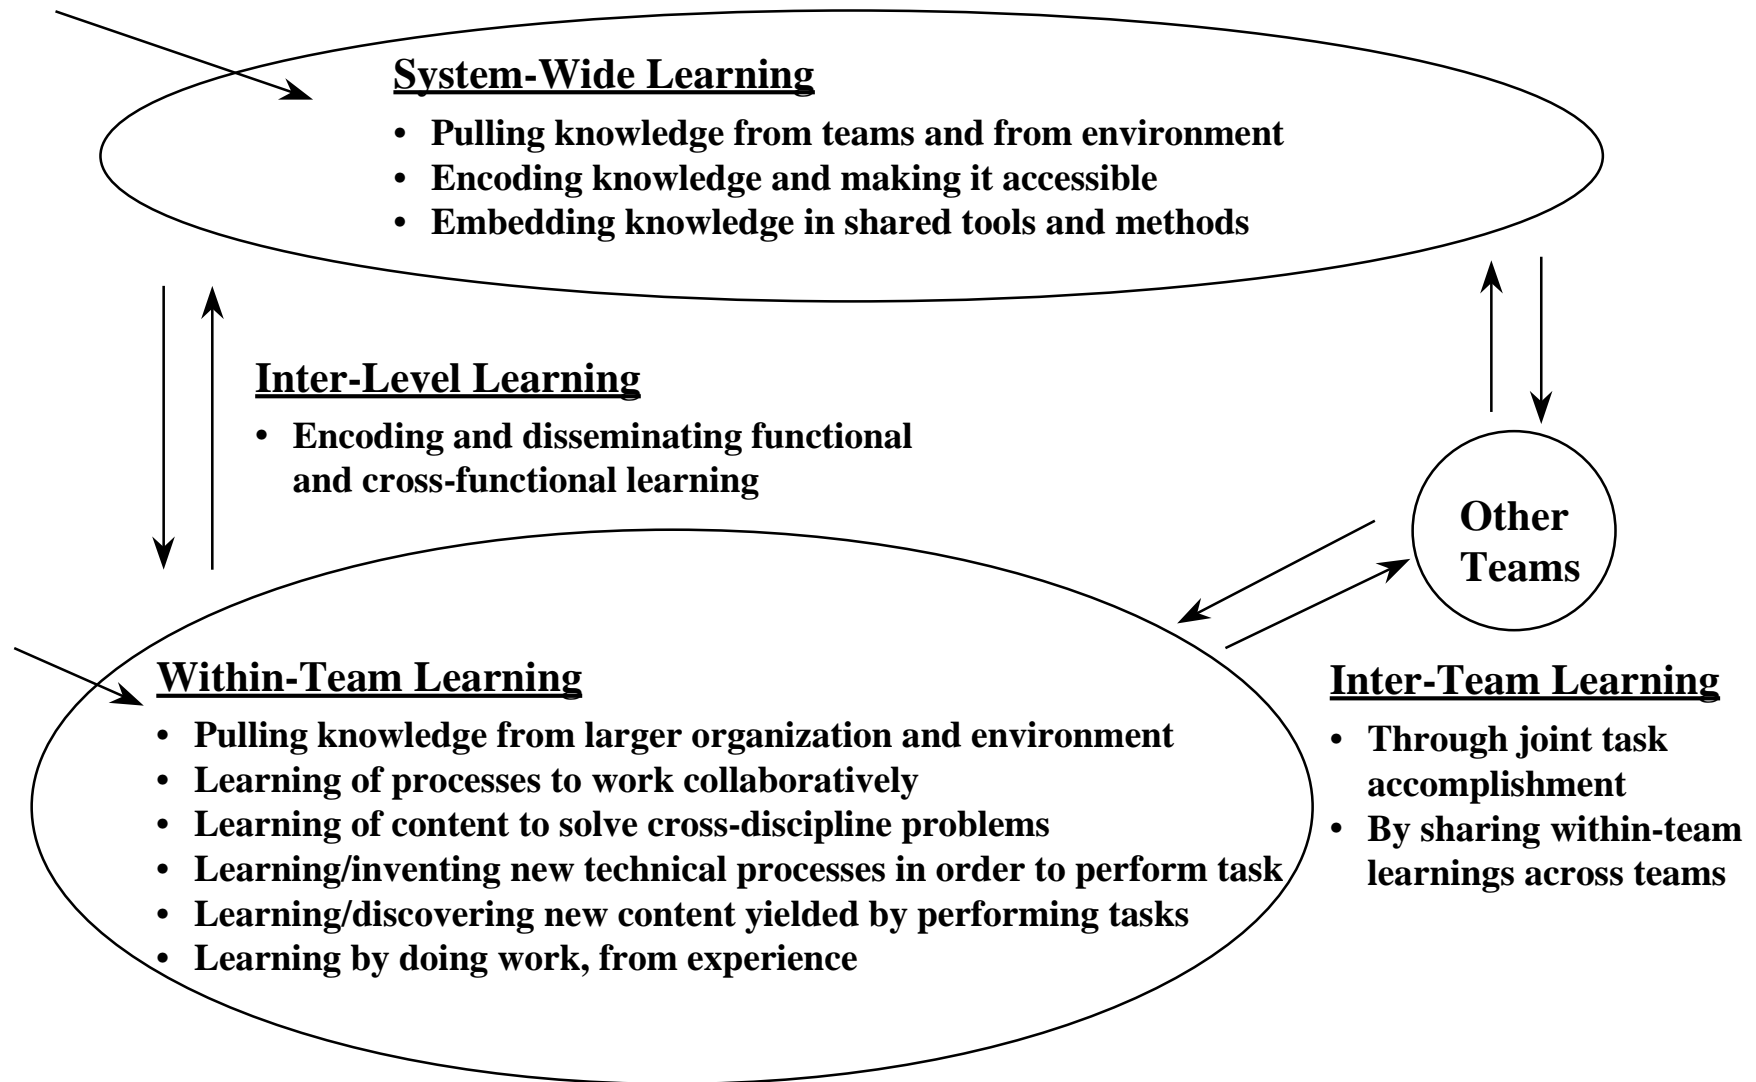 System-Wide Learning
• Pulling knowledge from teams and from environment
• Encoding knowledge and making it accessible
• Embedding knowledge in shared tools and methods
Inter-Level Learning
• Encoding and disseminating functional
and cross-functional learning
Other
Teams
Within-Team Learning
• Pulling knowledge from larger organization and environment
• Learning of processes to work collaboratively
• Learning of content to solve cross-discipline problems
• Learning/inventing new technical processes in order to perform task
• Learning/discovering new content yielded by performing tasks
• Learning by doing work, from experience
Inter-Team Learning
• Through joint task
accomplishment
• By sharing within-team
learnings across teams